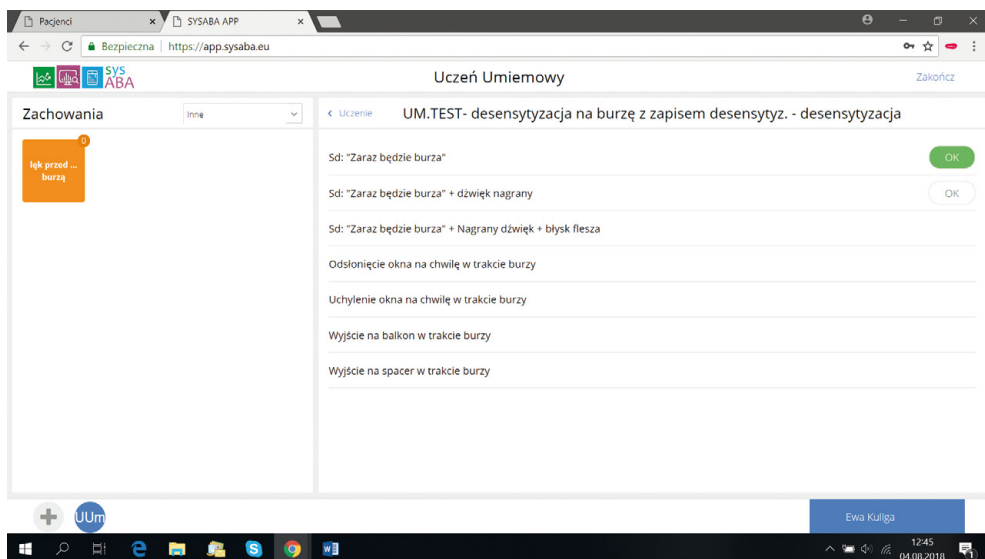 Pacjenci
SYSABA APP
Bezpieczna
https://app.sysaba.eu
sys
ABA
Uczeń Umiemowy
Zakończ
Zachowania
Inne
Uczenie
UM.TEST- desensytyzacja na burzę z zapisem desensytyz. - desensytyzacja
0
lęk przed ...
burzą
Sd: "Zaraz będzie burza"
OK
Sd: "Zaraz będzie burza" + dźwięk nagrany
OK
Sd: "Zaraz będzie burza" + Nagrany dźwięk + błysk flesza
Odsłonięcie okna na chwilę w trakcie burzy
Uchylenie okna na chwilę w trakcie burzy
Wyjście na balkon w trakcie burzy
Wyjście na spacer w trakcie burzy
UUm
Ewa Kuliga
12:45
04.08.2018